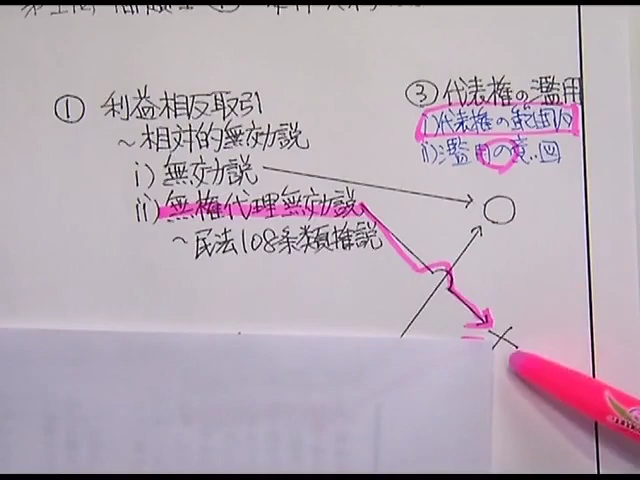 ① 利益相反取引
～相対的無効説
i)無効説
ii)無権代理無効説
～民法108条類推説
③代表権の濫用
i)代表権の範囲内
ii)濫用の意図